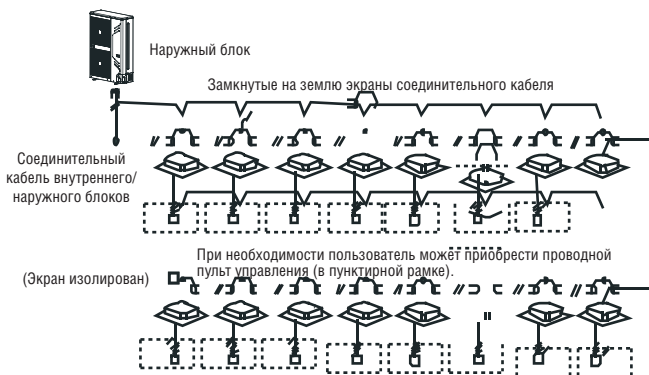 Наружный блок
Замкнутые на землю экраны соединительного кабеля
Соединительный
кабель внутреннего/
наружного блоков
При необходимости пользователь может приобрести проводной
пульт управления (в пунктирной рамке).
(Экран изолирован)